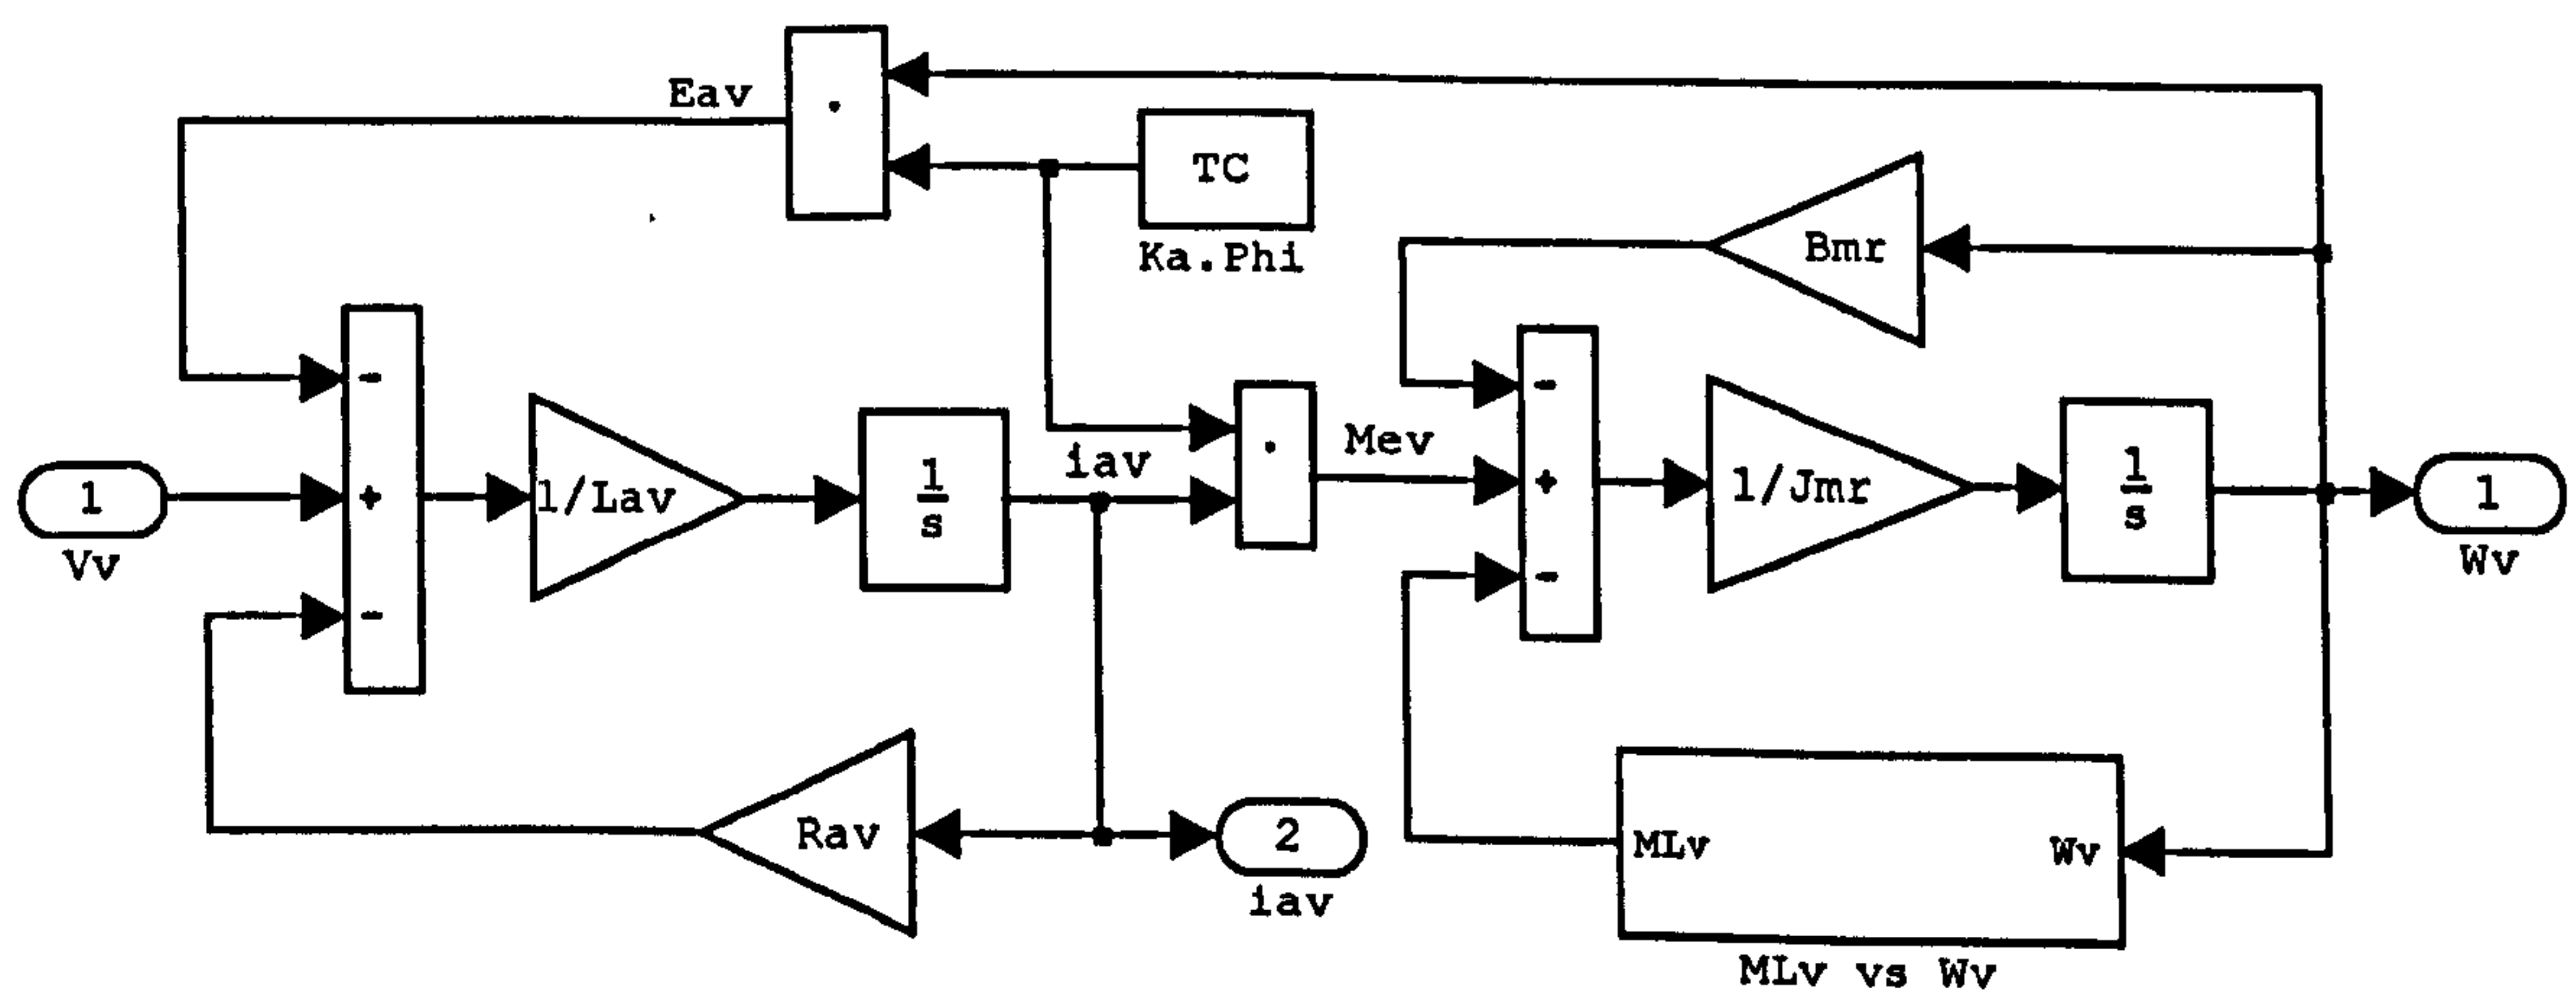 Eav
.
TC
Ka.Phi
Bmr
-
+
-
1
Vv
1/Lav
1
s
iav
.
Mev
-
+
-
1/Jmr
1
s
1
Wv
Rav
2
iav
MLv
Wv
MLv vs Wv